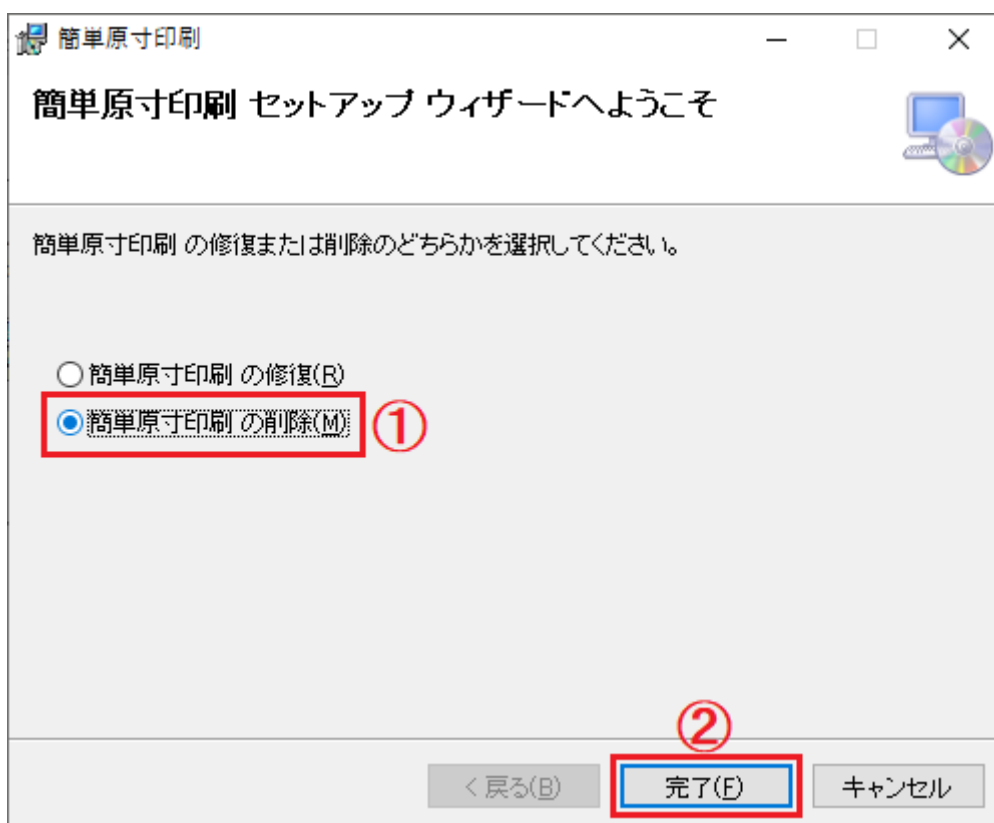 簡単原寸印刷
簡単原寸印刷 セットアップ ウィザードへようこそ
簡単原寸印刷 の修復または削除のどちらかを選択してください。
簡単原寸印刷 の修復(R)
簡単原寸印刷 の削除(M) ①
②
< 戻る(B) 完了(F) キャンセル